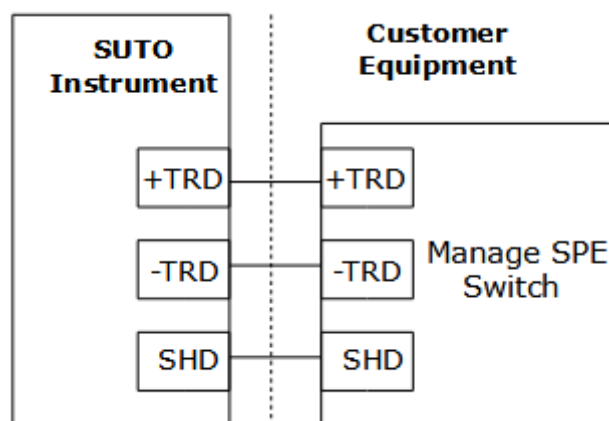 SUTO
Instrument
Customer
Equipment
+TRD
+TRD
-TRD
-TRD
Manage SPE
Switch
SHD
SHD